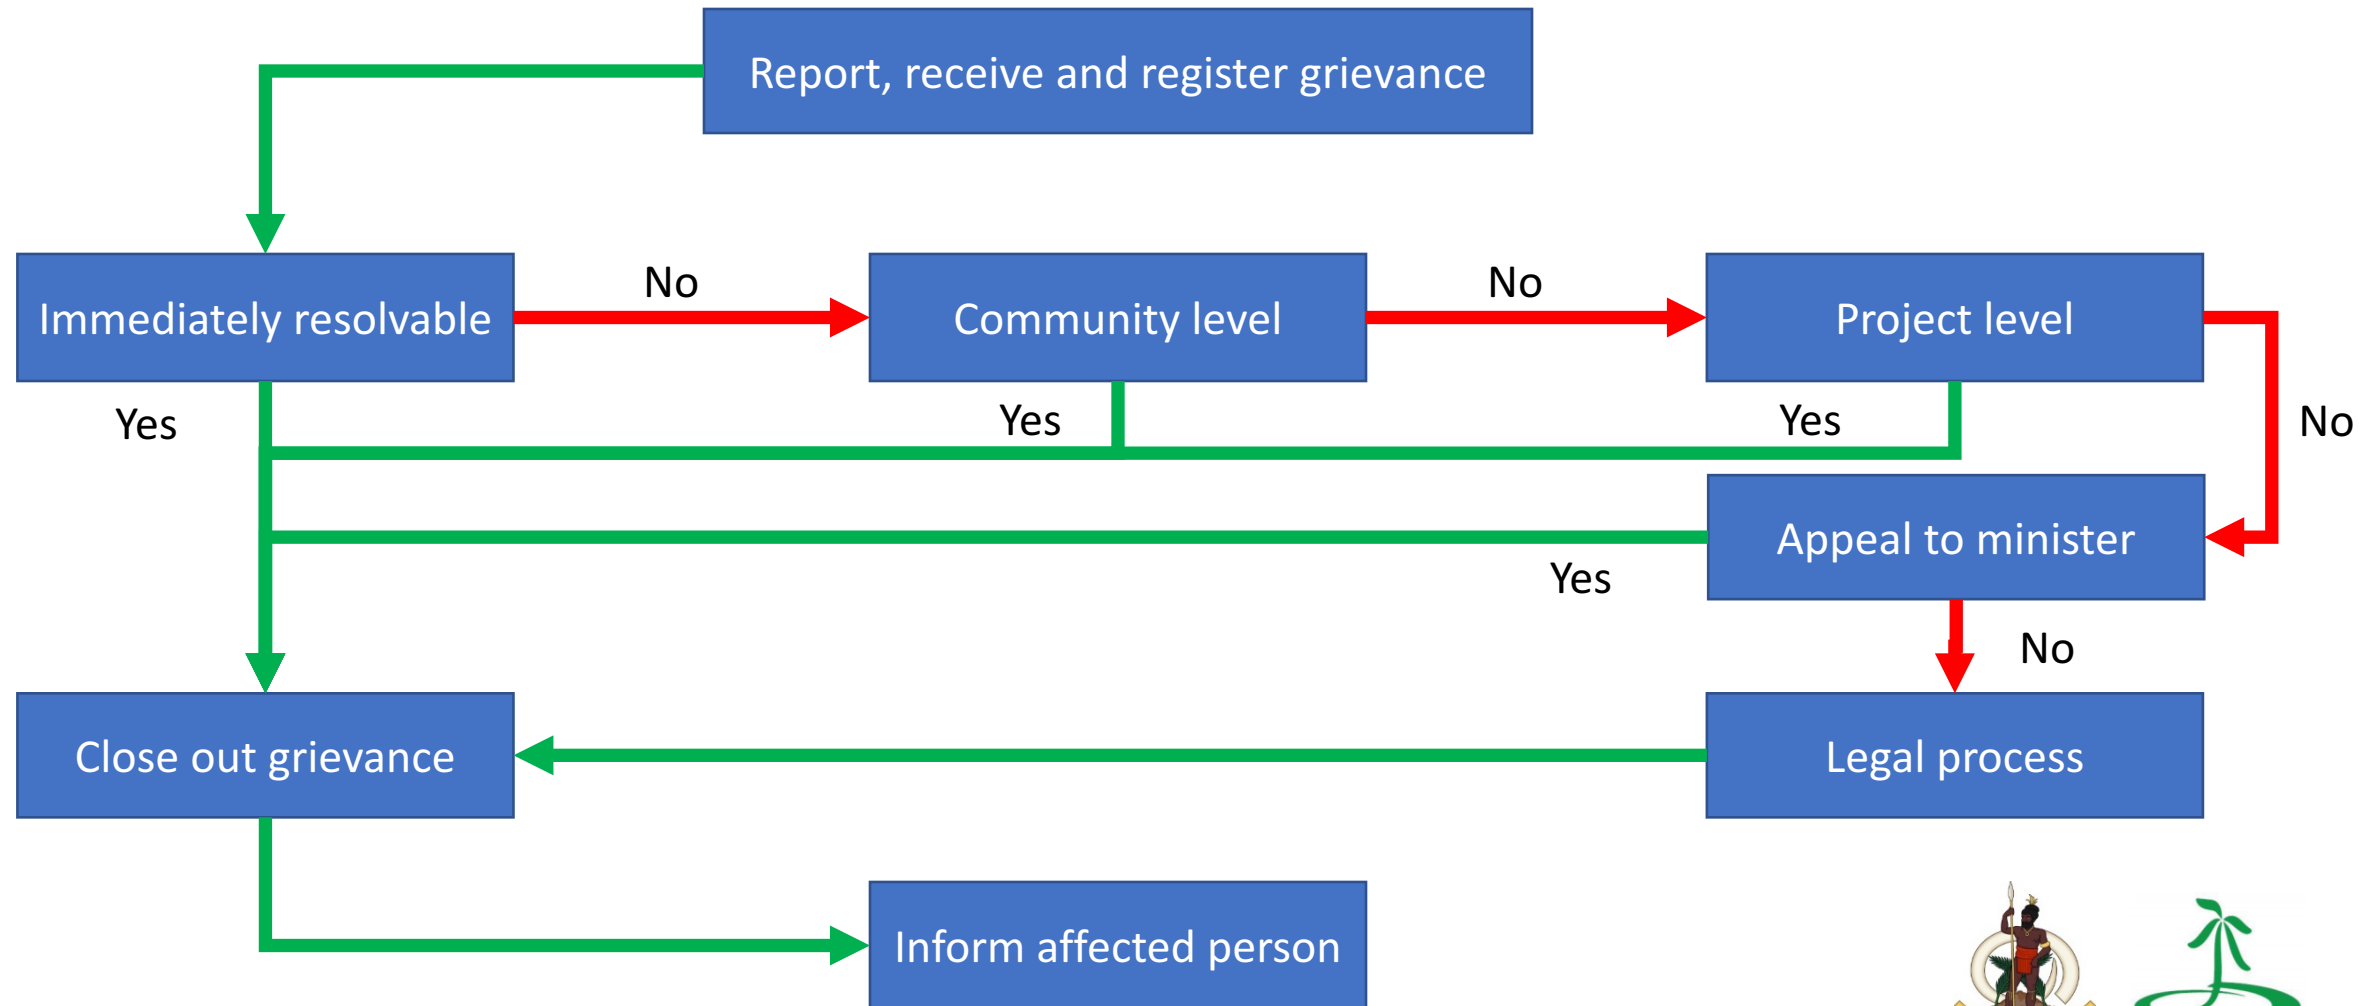 Report, receive and register grievance
Immediately resolvable
No
Community level
No
Project level
Yes
Yes
Yes
No
Appeal to minister
Yes
No
Close out grievance
Legal process
Inform affected person